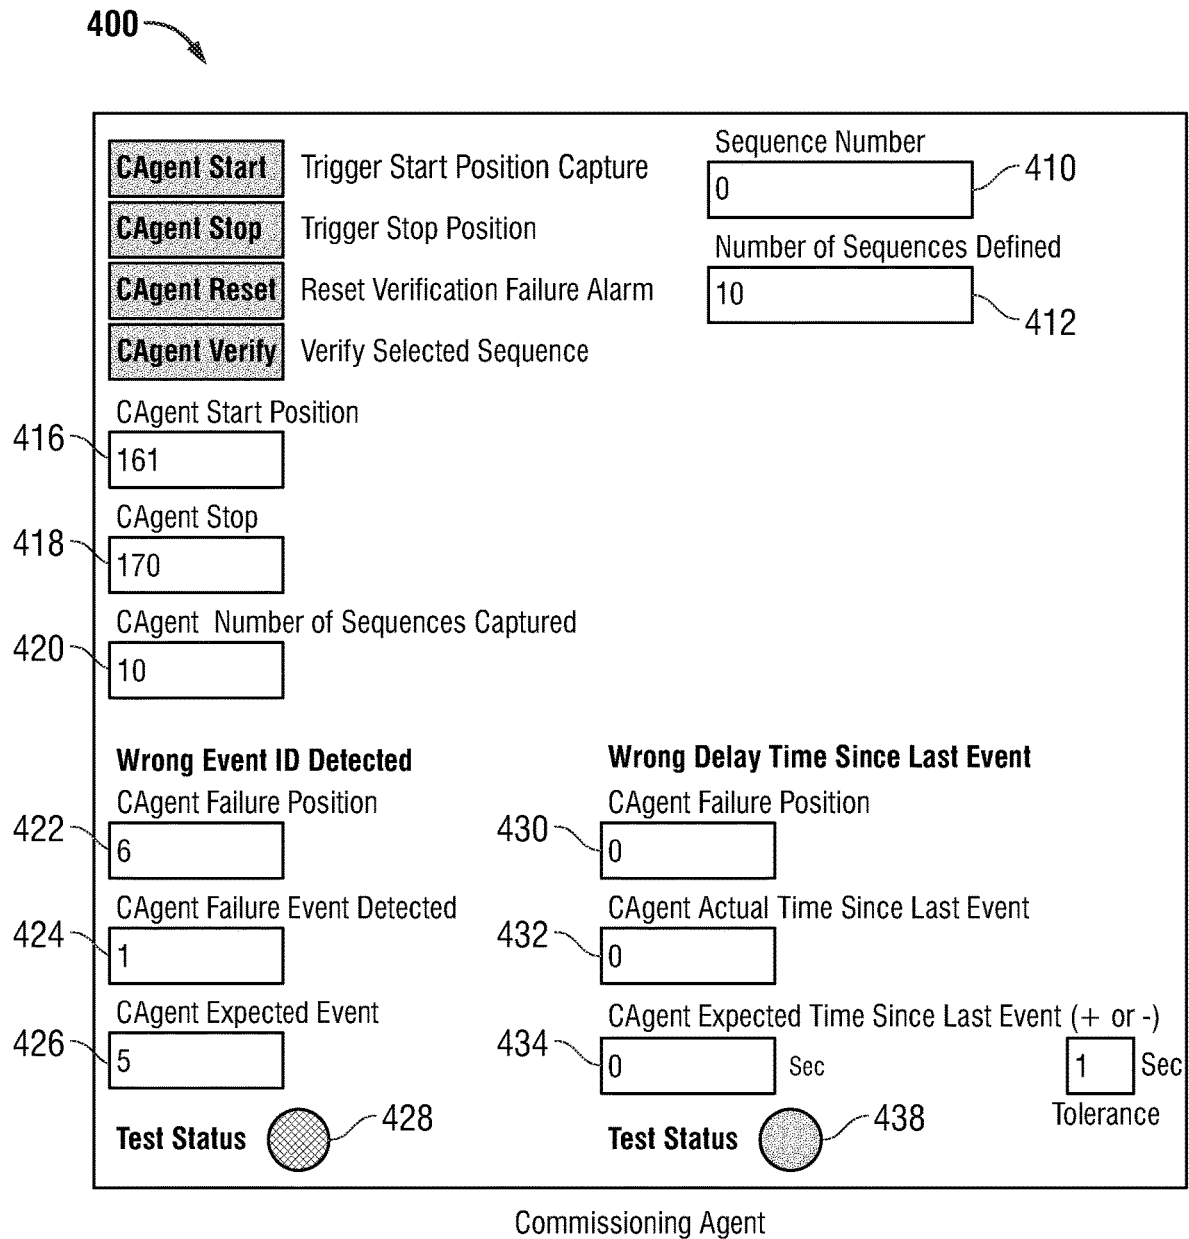 400
CAgent Start Trigger Start Position Capture
CAgent Stop Trigger Stop Position
CAgent Reset Reset Verification Failure Alarm
CAgent Verify Verify Selected Sequence
Sequence Number
0
410
Number of Sequences Defined
10
412
CAgent Start Position
416
161
CAgent Stop
418
170
CAgent Number of Sequences Captured
420
10
Wrong Event ID Detected
CAgent Failure Position
422
6
CAgent Failure Event Detected
424
1
CAgent Expected Event
426
5
Test Status
428
Wrong Delay Time Since Last Event
CAgent Failure Position
430
0
CAgent Actual Time Since Last Event
432
0
CAgent Expected Time Since Last Event (+ or -)
434
0 Sec
1 Sec
Tolerance
Test Status
438
Commissioning Agent